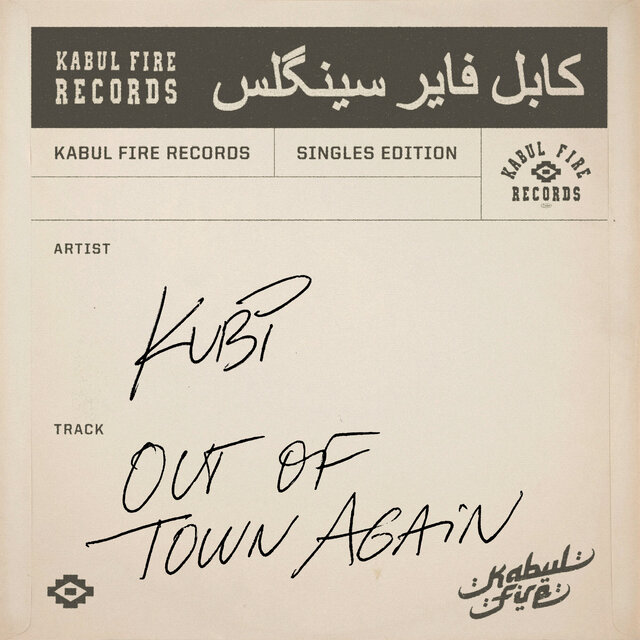 KABUL FIRE
RECORDS
کابل فایر سینگلس
KABUL FIRE RECORDS
SINGLES EDITION
KABUL FIRE
RECORDS
ARTIST
KUBI
TRACK
OUT OF
TOWN AGAIN
Kabul
Fire